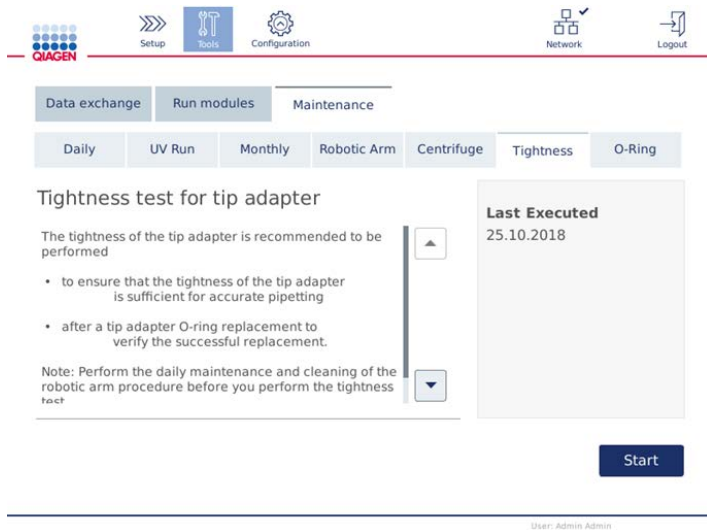 QIAGEN
Setup
Tools
Configuration
Network
Logout
Data exchange
Run modules
Maintenance
Daily
UV Run
Monthly
Robotic Arm
Centrifuge
Tightness
O-Ring
Tightness test for tip adapter
The tightness of the tip adapter is recommended to be
performed
• to ensure that the tightness of the tip adapter
is sufficient for accurate pipetting
• after a tip adapter O-ring replacement to
verify the successful replacement.
Note: Perform the daily maintenance and cleaning of the
robotic arm procedure before you perform the tightness
test
Last Executed
25.10.2018
Start
User: Admin Admin